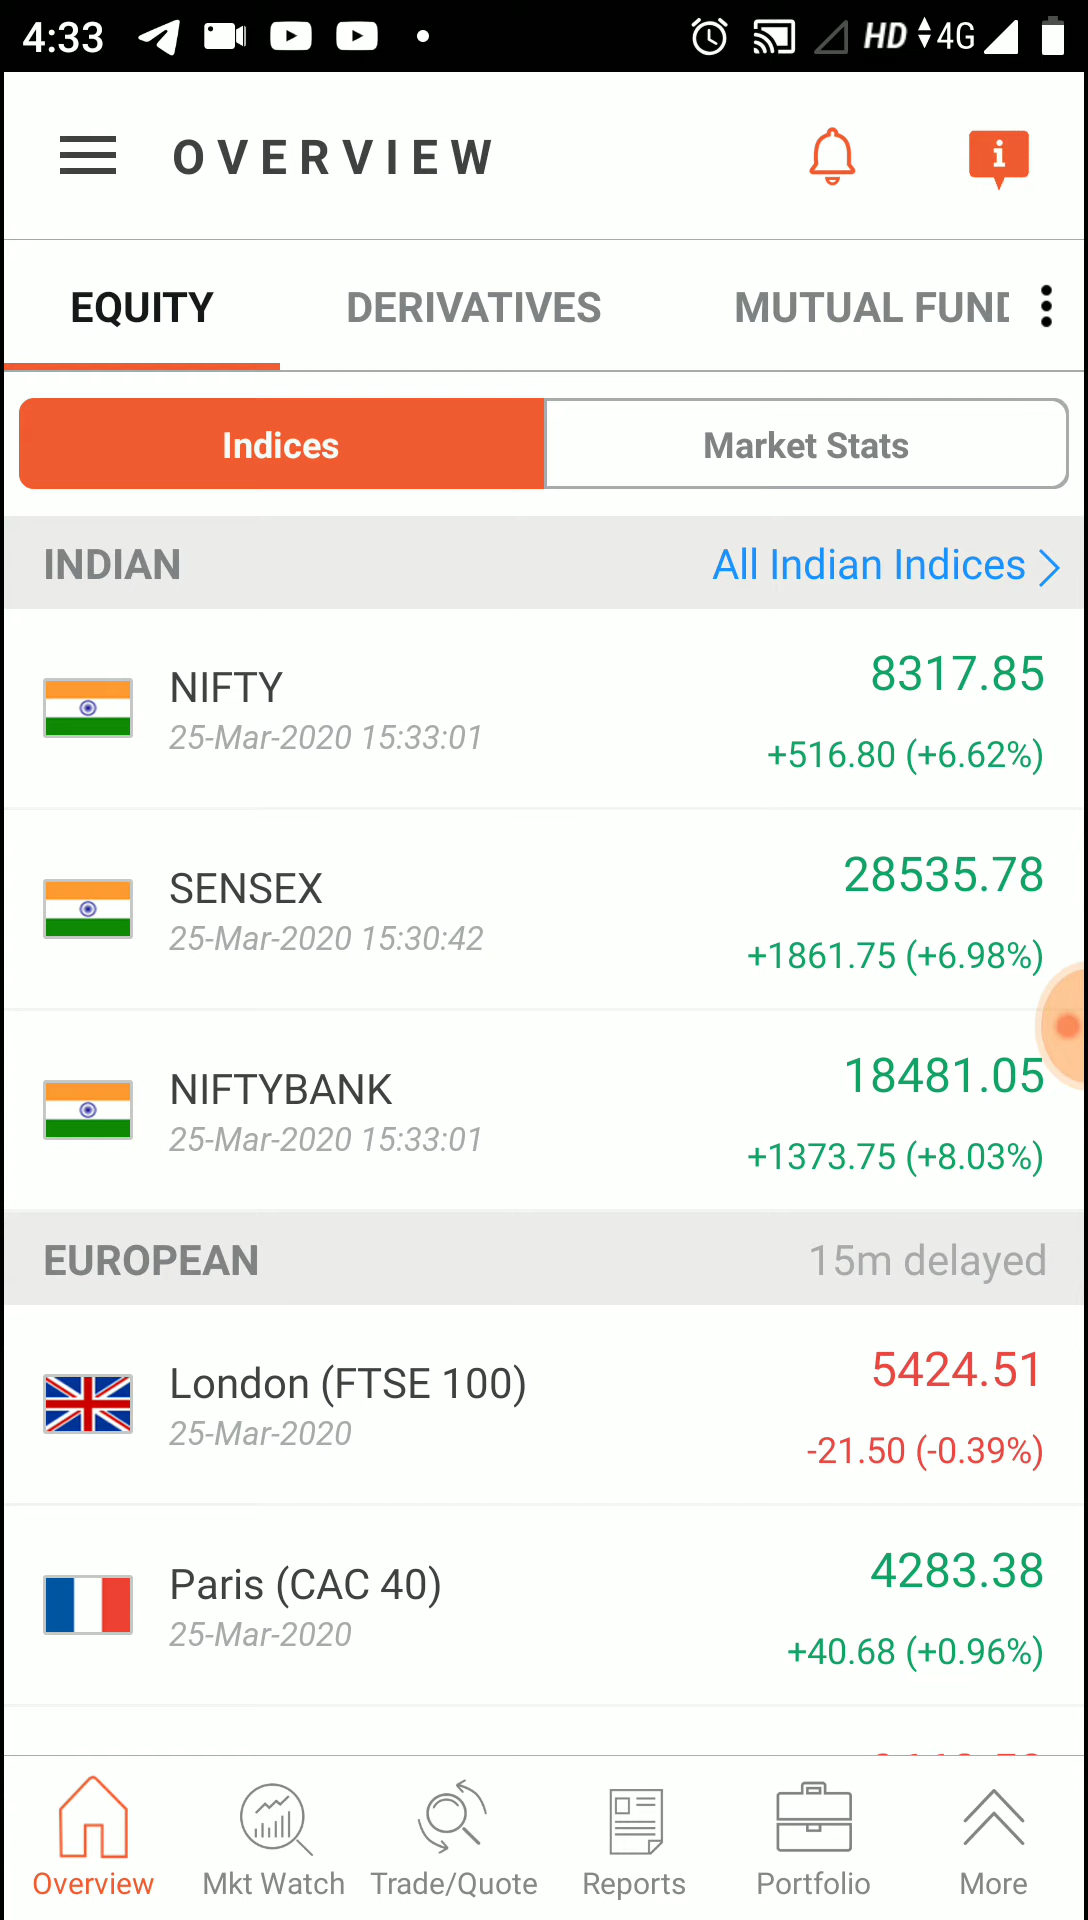 4:33
HD 4G
OVERVIEW
EQUITY DERIVATIVES MUTUAL FUND
Indices Market Stats
INDIAN All Indian Indices
NIFTY 8317.85
25-Mar-2020 15:33:01 +516.80 (+6.62%)
SENSEX 28535.78
25-Mar-2020 15:30:42 +1861.75 (+6.98%)
NIFTYBANK 18481.05
25-Mar-2020 15:33:01 +1373.75 (+8.03%)
EUROPEAN 15m delayed
London (FTSE 100) 5424.51
25-Mar-2020 -21.50 (-0.39%)
Paris (CAC 40) 4283.38
25-Mar-2020 +40.68 (+0.96%)
Overview Mkt Watch Trade/Quote Reports Portfolio More